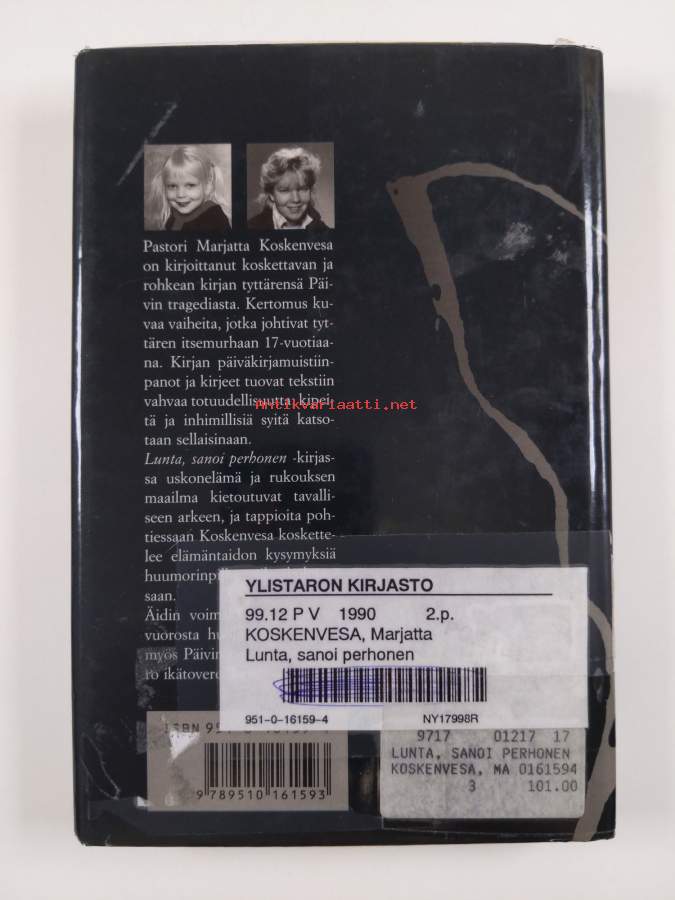 Pastori Marjatta Koskenvesa
on kirjoittanut koskettavan ja
rohkean kirjan tyttärensä Päi-
vin tragediasta. Kertomus ku-
vaa vaiheita, jotka johtivat tyt-
tären itsemurhaan 17-vuotiaa-
na. Kirjan päiväkirjamuistiin-
panot ja kirjeet tuovat tekstiin
vahvaa totuudellisuutta; kipei-
tä ja inhimillisiä syitä katso-
taan sellaisinaan.
Antikvariaatti.net
Lunta, sanoi perhonen -kirjas-
sa uskonelämä ja rukouksen
maailma kietoutuvat tavalli-
seen arkeen, ja tappioita poh-
tiessaan Koskenvesa koskette-
lee elämäntaidon kysymyksiä
saan.
Äidin
vuorosta
myös Päivin
YLISTARON KIRJASTO
99.12 P V 1990 2.p.
KOSKENVESA, Marjatta
Lunta, sanoi perhonen
951-0-16159-4 NY17998R
ISBN
9 789510 161593
9717 01217 17
LUNTA, SANOI PERHONEN
KOSKENVESA, MA 0161594
3 101.00